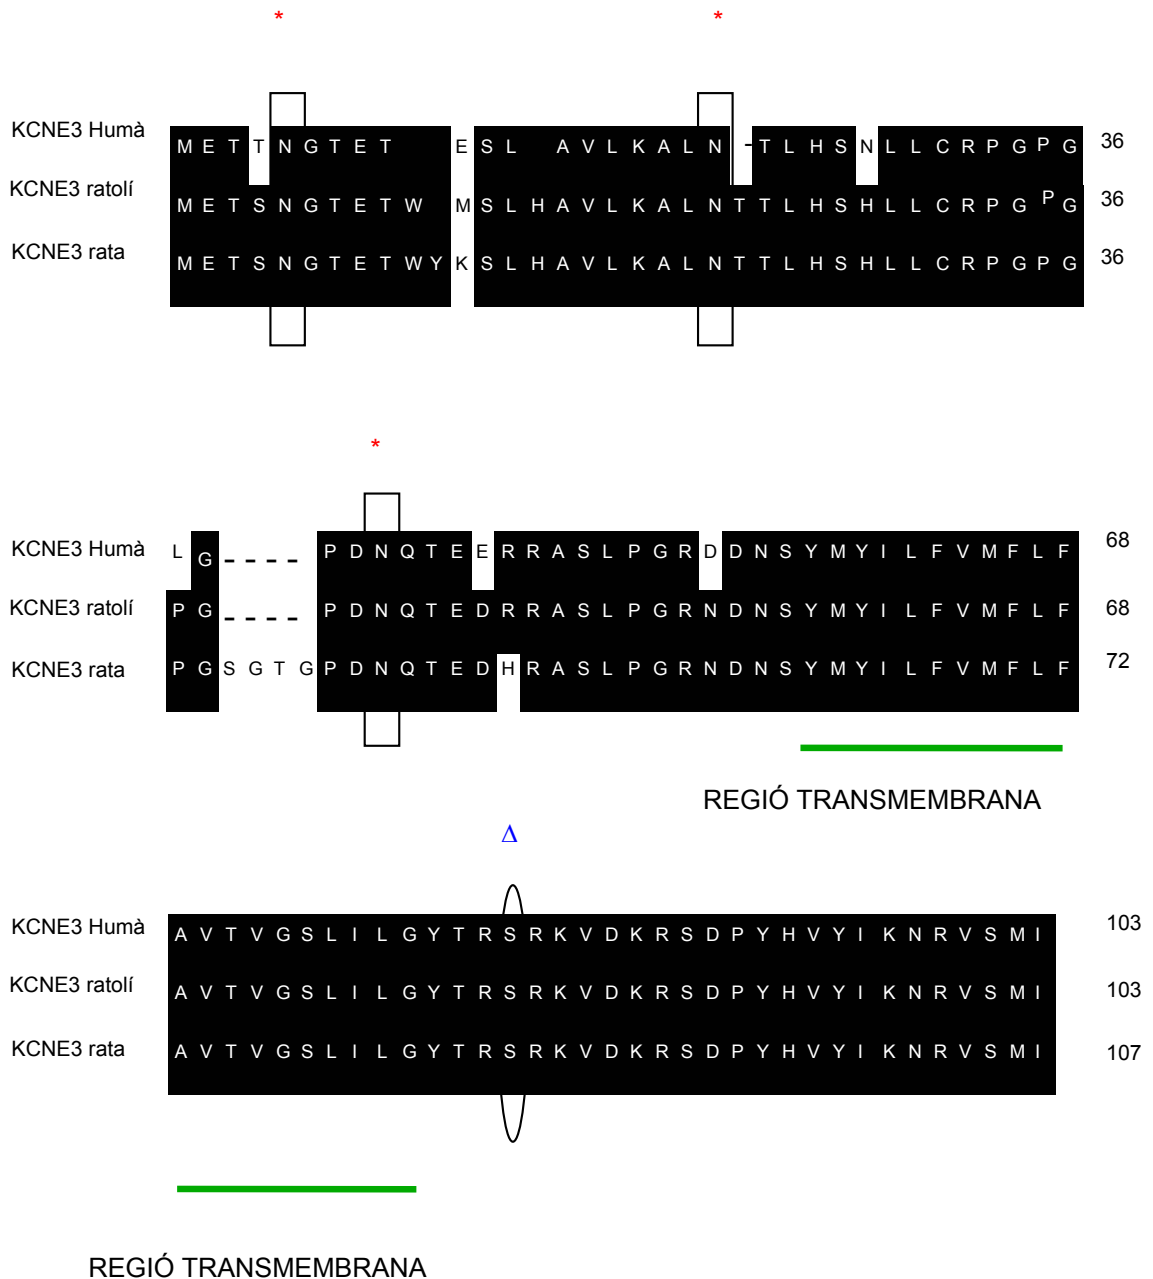 * *
KCNE3 Humà M E T T N G T E T E S L A V L K A L N - T L H S N L L C R P G P G 36
KCNE3 ratolí M E T S N G T E T W M S L H A V L K A L N T T L H S H L L C R P G P G 36
KCNE3 rata M E T S N G T E T W Y K S L H A V L K A L N T T L H S H L L C R P G P G 36
*
KCNE3 Humà L G - - - - P D N Q T E E R R A S L P G R D D N S Y M Y I L F V M F L F 68
KCNE3 ratolí P G - - - - P D N Q T E D R R A S L P G R N D N S Y M Y I L F V M F L F 68
KCNE3 rata P G S G T G P D N Q T E D H R A S L P G R N D N S Y M Y I L F V M F L F 72
REGIÓ TRANSMEMBRANA
Δ
KCNE3 Humà A V T V G S L I L G Y T R S R K V D K R S D P Y H V Y I K N R V S M I 103
KCNE3 ratolí A V T V G S L I L G Y T R S R K V D K R S D P Y H V Y I K N R V S M I 103
KCNE3 rata A V T V G S L I L G Y T R S R K V D K R S D P Y H V Y I K N R V S M I 107
REGIÓ TRANSMEMBRANA